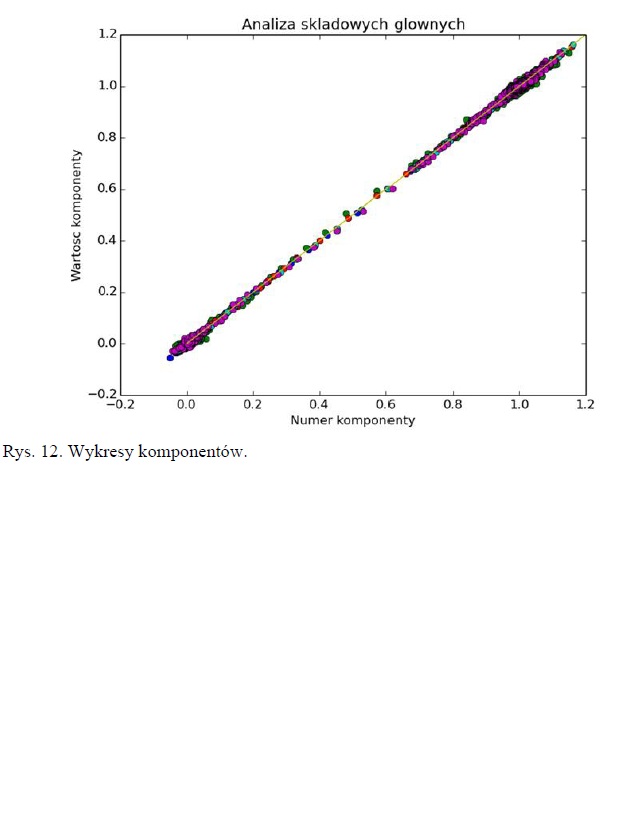 Analiza skladowych glownych
1.2
1.0
0.8
0.6
0.4
0.2
0.0
−0.2
Wartosc komponenty
−0.2 0.0 0.2 0.4 0.6 0.8 1.0 1.2
Numer komponenty
Rys. 12. Wykresy komponentów.